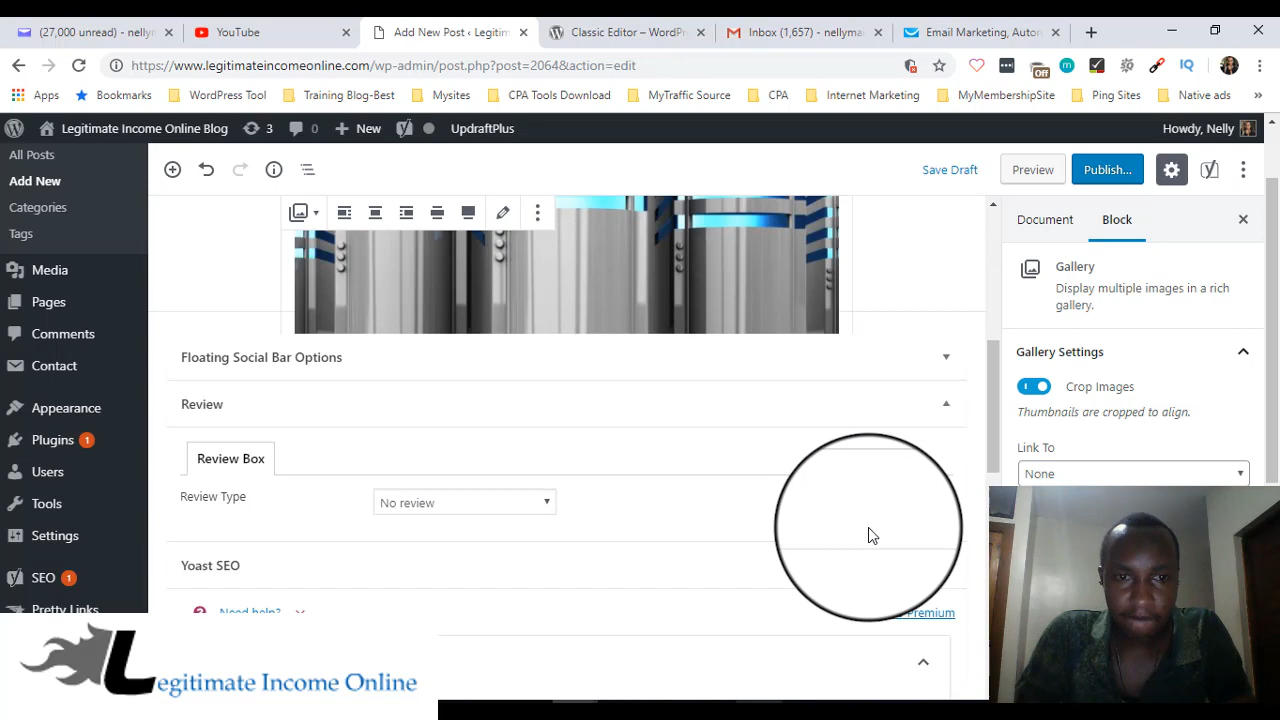 (27,000 unread) - nellym
YouTube
Add New Post ‹ Legitim
Classic Editor – WordPr
Inbox (1,657) - nellymar
Email Marketing, Autor
https://www.legitimateincomeonline.com/wp-admin/post.php?post=2064&action=edit
Off
IQ
Apps
Bookmarks
WordPress Tool
Training Blog-Best
Mysites
CPA Tools Download
MyTraffic Source
CPA
Internet Marketing
MyMembershipSite
Ping Sites
Native ads
»
Legitimate Income Online Blog
3
0
New
UpdraftPlus
Howdy, Nelly
All Posts
Add New
Categories
Tags
Media
Pages
Comments
Contact
Appearance
Plugins 1
Users
Tools
Settings
SEO 1
Pretty Links
Save Draft
Preview
Publish...
Document
Block
Gallery
Display multiple images in a rich
gallery.
Gallery Settings
Crop Images
Thumbnails are cropped to align.
Link To
None
Floating Social Bar Options
Review
Review Box
Review Type
No review
Yoast SEO
Need help?
Premium
Legitimate Income Online